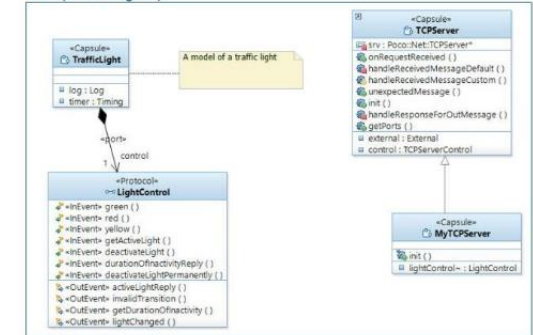 «Capsule»
TrafficLight
log : Log
timer : Timing
A model of a traffic light
«port»
1
control
«Protocol»
LightControl
«InEvent» green ( )
«InEvent» red ( )
«InEvent» yellow ( )
«InEvent» getActiveLight ( )
«InEvent» deactivateLight ( )
«InEvent» durationOfInactivityReply ( )
«InEvent» deactivateLightPermanently ( )
«OutEvent» activeLightReply ( )
«OutEvent» invalidTransition ( )
«OutEvent» getDurationOfInactivity ( )
«OutEvent» lightChanged ( )
«Capsule»
TCPServer
srv : Poco::Net::TCPServer*
onRequestReceived ( )
handleReceivedMessageDefault ( )
handleReceivedMessageCustom ( )
unexpectedMessage ( )
init ( )
handleResponseForOutMessage ( )
getPorts ( )
external : External
control : TCPServerControl
«Capsule»
MyTCPServer
init ( )
lightControl~ : LightControl